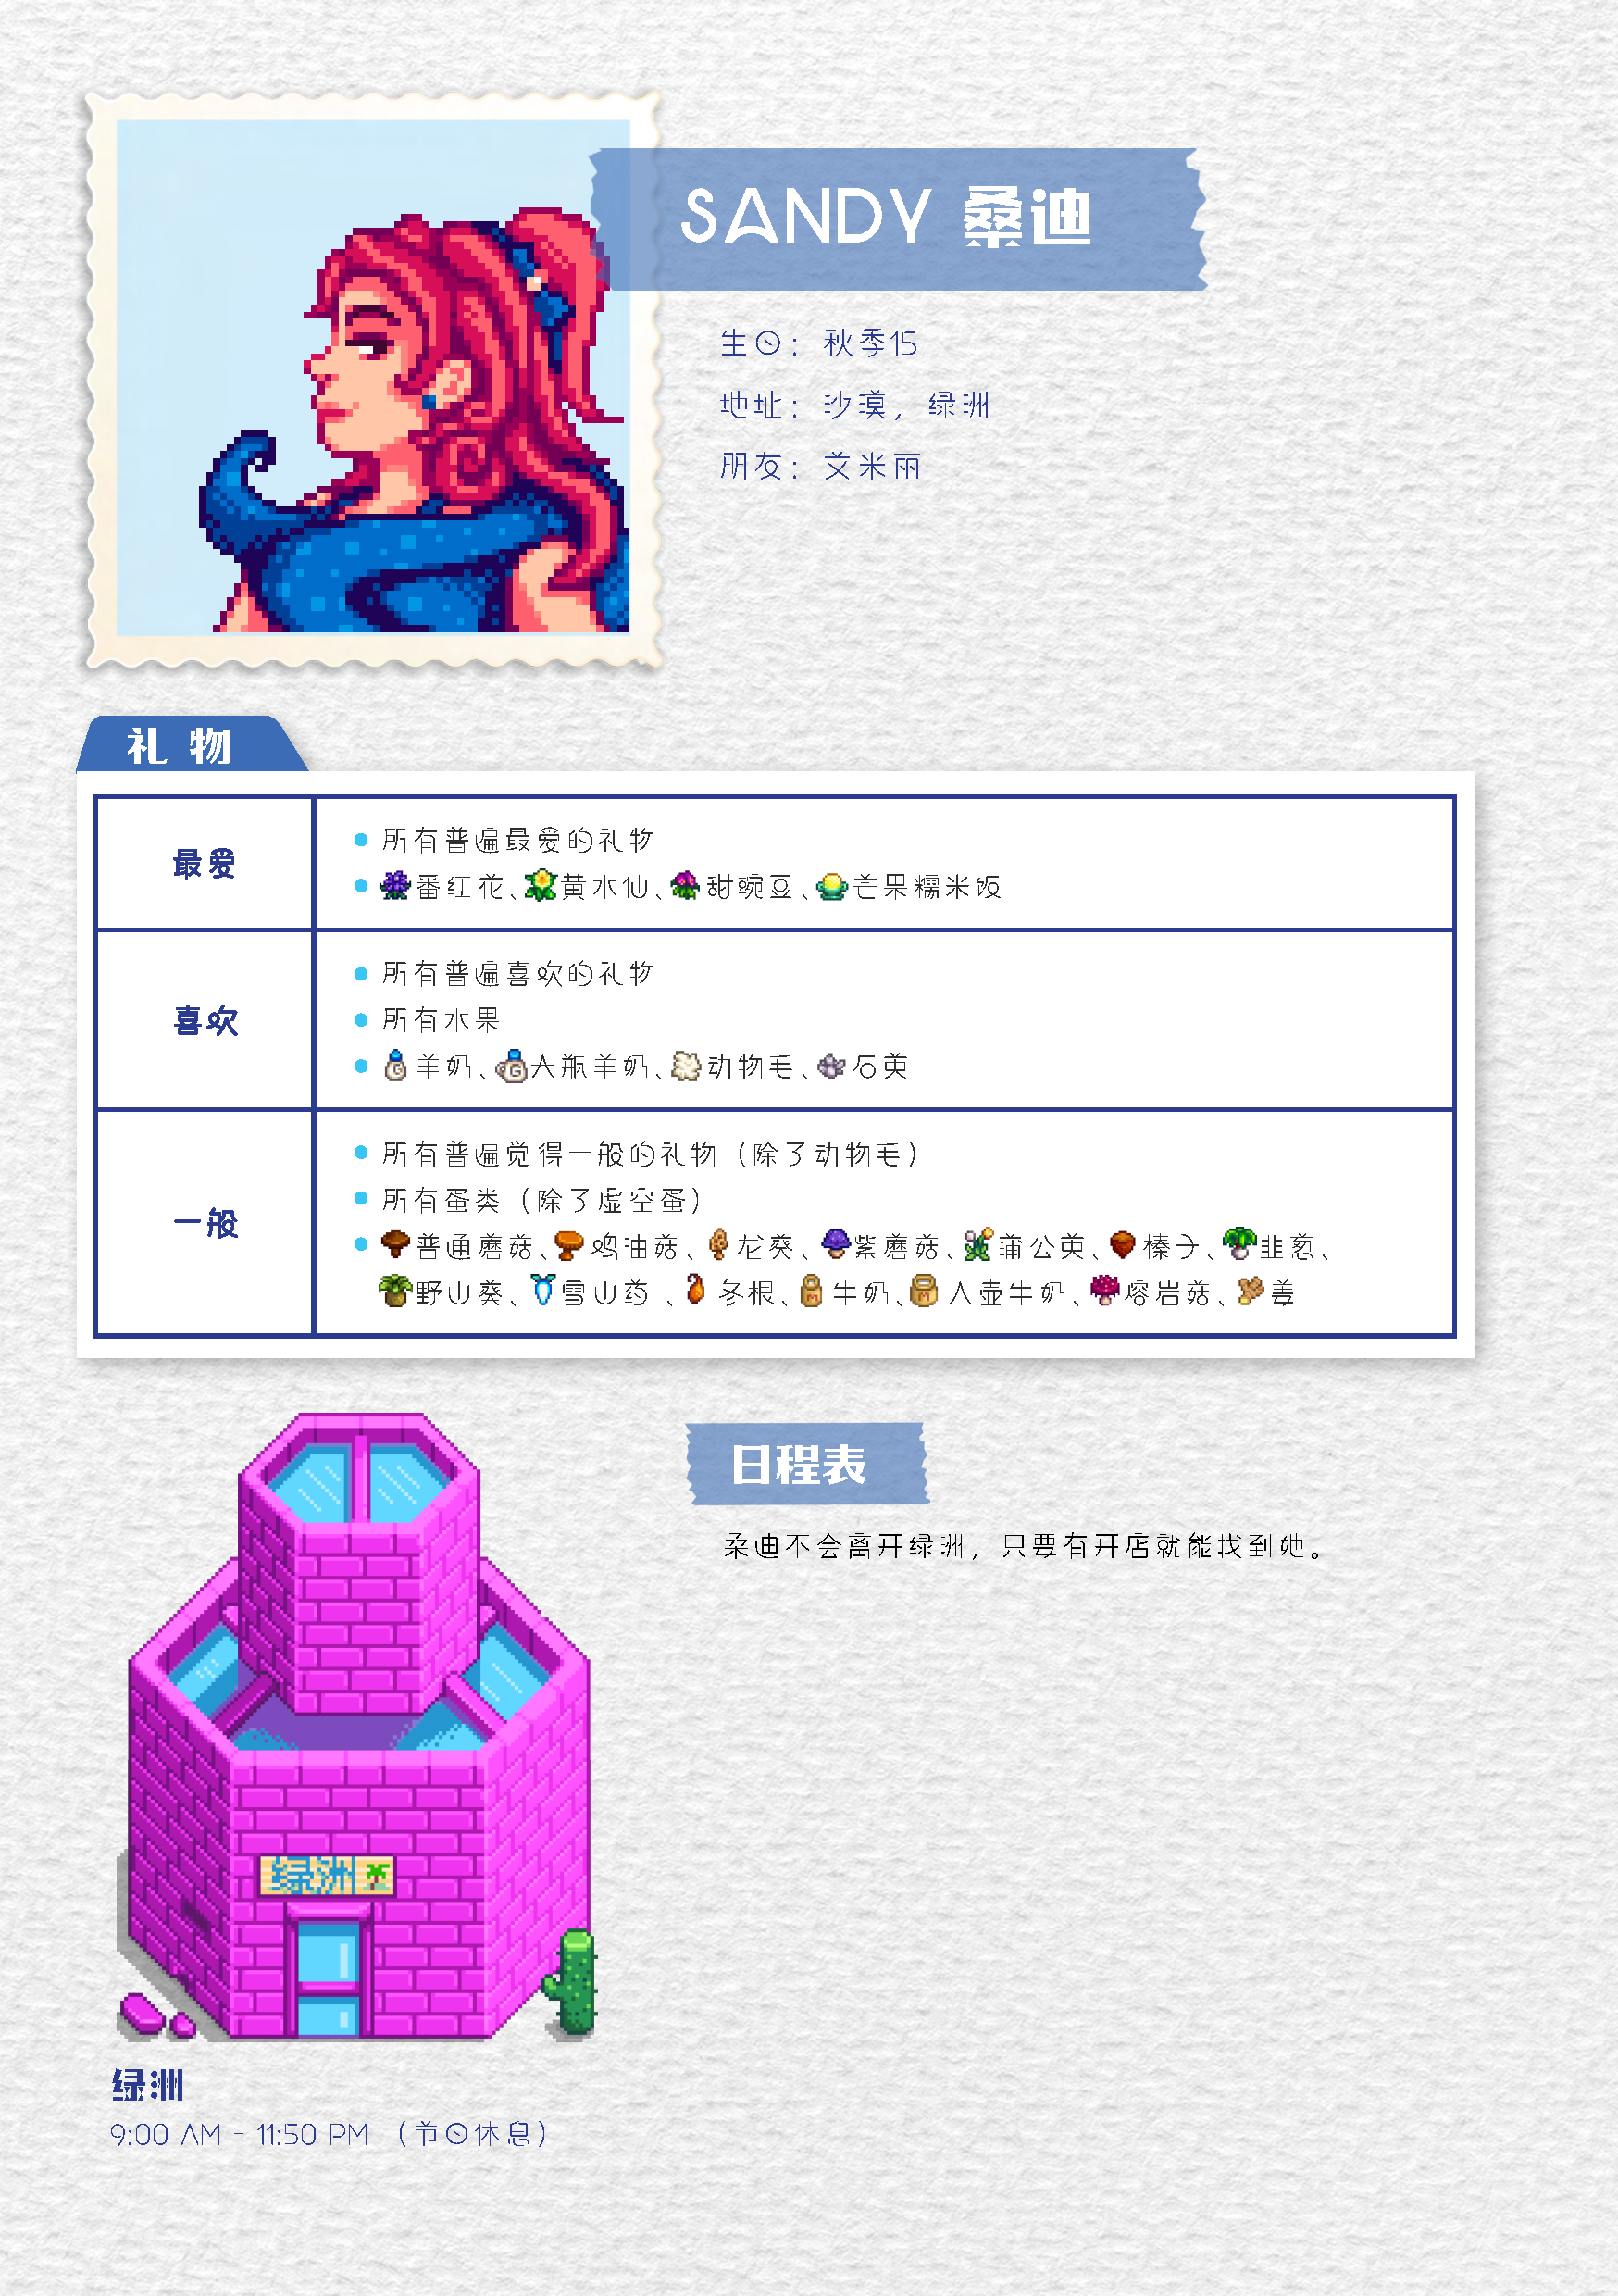 SANDY 桑迪
生日：秋季15
地址：沙漠，绿洲
朋友：艾米丽
礼 物
最爱
所有普遍最爱的礼物
番红花、黄水仙、甜豌豆、芒果糯米饭
喜欢
所有普遍喜欢的礼物
所有水果
羊奶、大瓶羊奶、动物毛、石英
一般
所有普遍觉得一般的礼物（除了动物毛）
所有蛋类（除了虚空蛋）
普通蘑菇、鸡油菇、龙葵、紫蘑菇、蒲公英、榛子、韭葱、
野山葵、雪山药 、冬根、牛奶、大壶牛奶、熔岩菇、姜
日程表
桑迪不会离开绿洲，只要有开店就能找到她。
绿洲
绿洲
9:00 AM - 11:50 PM （节日休息）